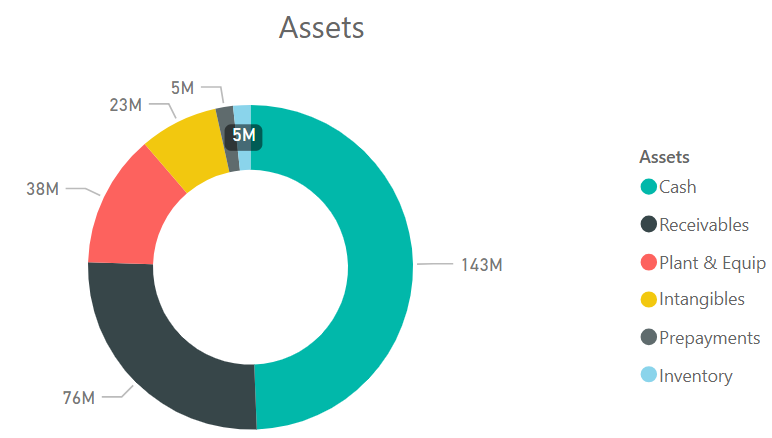 Assets
5M
23M
5M
38M
143M
76M
Assets
Cash
Receivables
Plant & Equip
Intangibles
Prepayments
Inventory